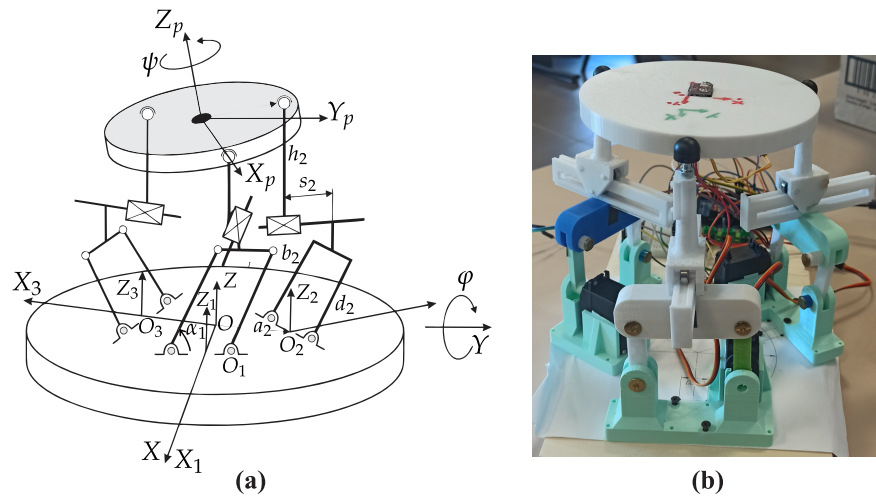 Z_p
ψ
Y_p
h_2
X_p
s_2
b_2
X_3
Z
Z_3
Z_1
Z_2
d_2
φ
O_3
α_1
O
a_2
O_2
Y
O_1
X
X_1
(a)
(b)